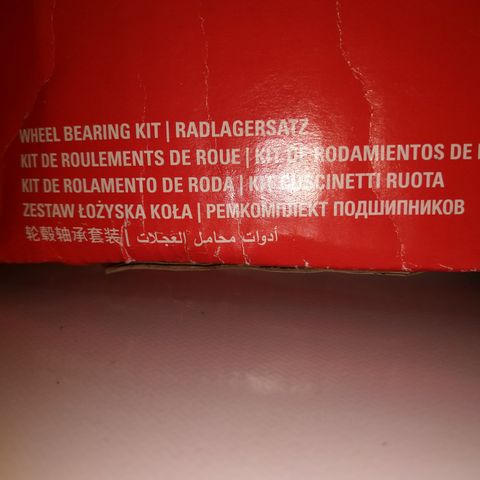 WHEEL BEARING KIT | RADLAGERSATZ
KIT DE ROULEMENTS DE ROUE | KIT DE RODAMIENTOS DE
KIT DE ROLAMENTO DE RODA | KIT CUSCINETTI RUOTA
ZESTAW ŁOŻYSKA KOŁA | РЕМКОМПЛЕКТ ПОДШИПНИКОВ
轮毂轴承套装 | أدوات محامل العجلات